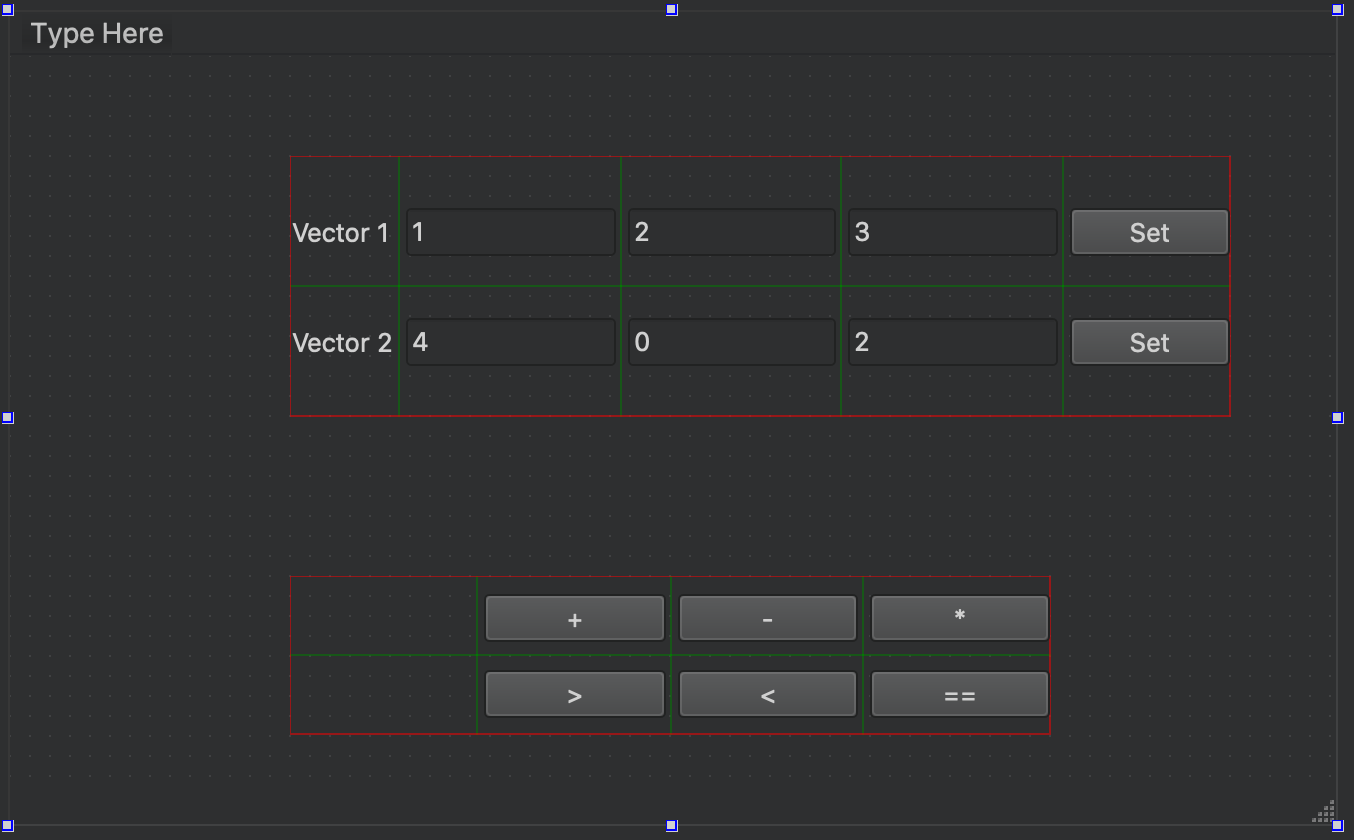 Type Here
Vector 1 1 2 3 Set
Vector 2 4 0 2 Set
+ - *
> < ==